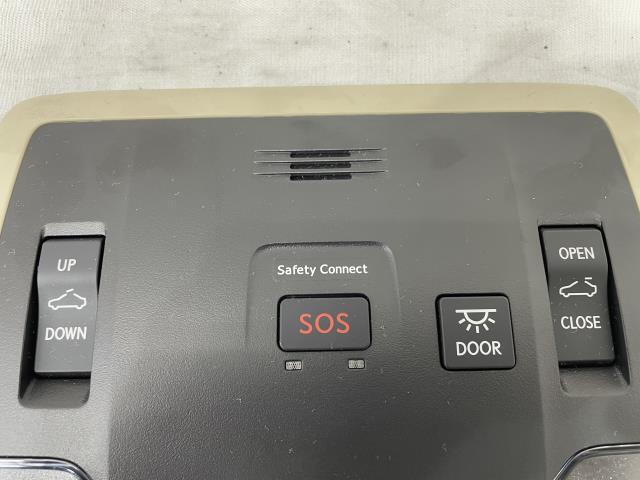 UP
DOWN
Safety Connect
SOS
DOOR
OPEN
CLOSE